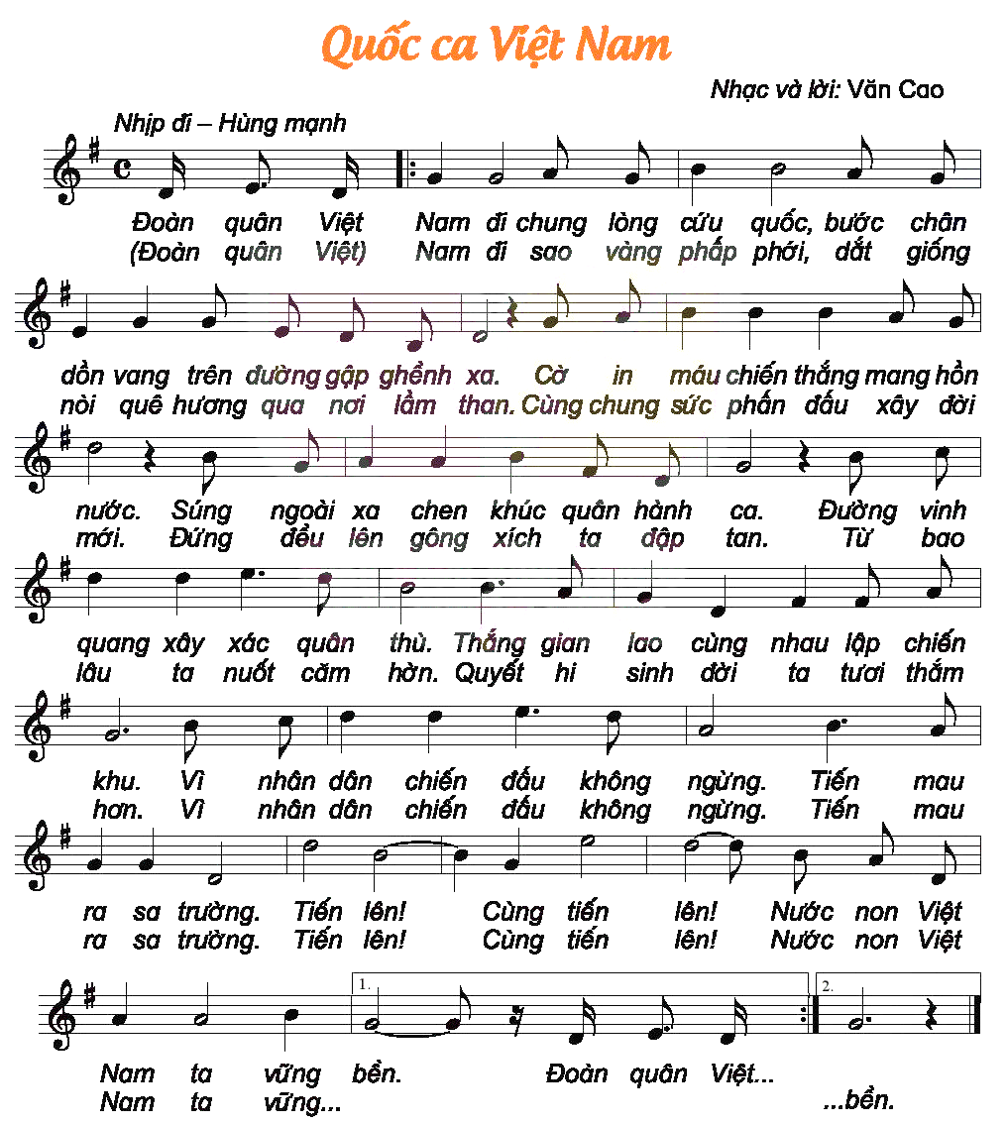 Quốc ca Việt Nam
Nhạc và lời: Văn Cao
Nhịp đi – Hùng mạnh
Đoàn quân Việt Nam đi chung lòng cứu quốc, bước chân
(Đoàn quân Việt) Nam đi sao vàng phấp phới, dắt giống
dồn vang trên đường gập ghềnh xa. Cờ in máu chiến thắng mang hồn
nòi quê hương qua nơi lầm than. Cùng chung sức phấn đấu xây đời
nước. Súng ngoài xa chen khúc quân hành ca. Đường vinh
mới. Đứng đều lên gông xích ta đập tan. Từ bao
quang xây xác quân thù. Thắng gian lao cùng nhau lập chiến
lâu ta nuốt căm hờn. Quyết hi sinh đời ta tươi thắm
khu. Vì nhân dân chiến đấu không ngừng. Tiến mau
hơn. Vì nhân dân chiến đấu không ngừng. Tiến mau
ra sa trường. Tiến lên! Cùng tiến lên! Nước non Việt
ra sa trường. Tiến lên! Cùng tiến lên! Nước non Việt
1. 2.
Nam ta vững bền. Đoàn quân Việt...
Nam ta vững... ...bền.